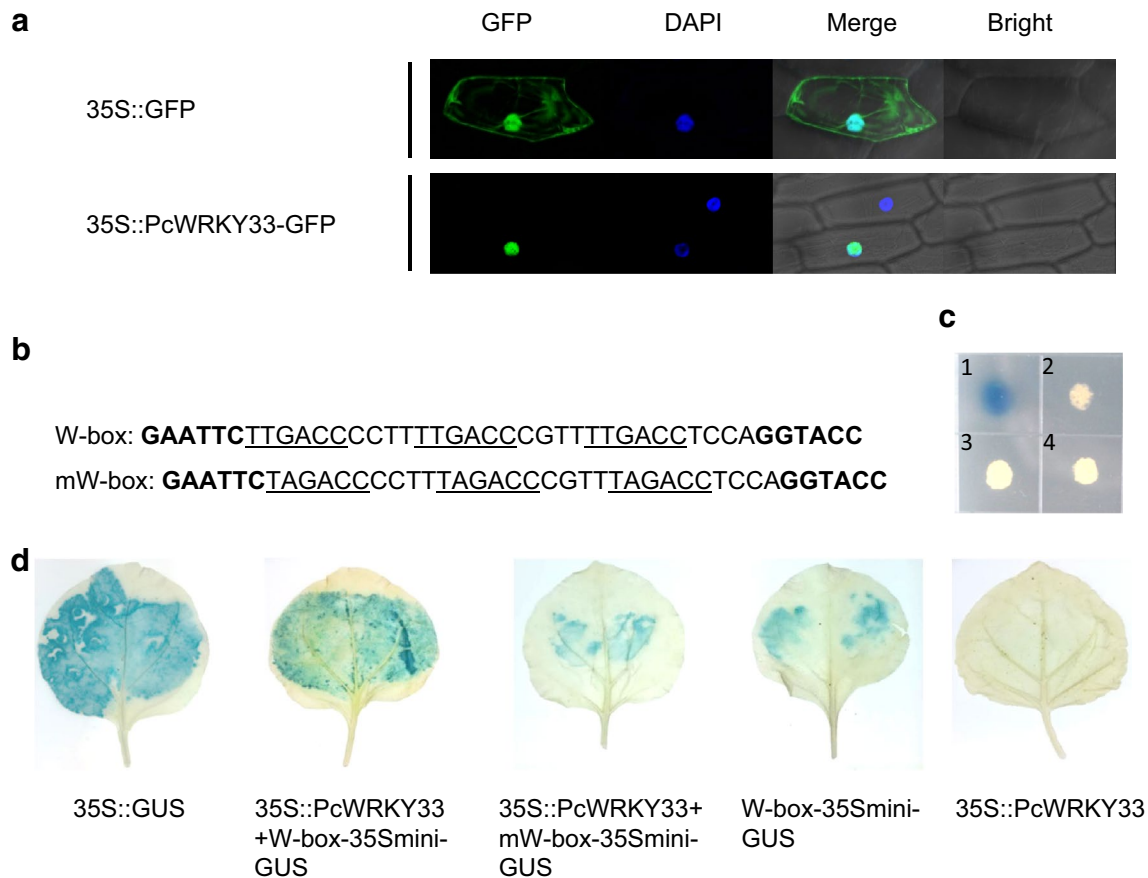 a
GFP DAPI Merge Bright
35S::GFP
35S::PcWRKY33-GFP
b
W-box: GAATTCTTGACCCCTTTTGACCCGTTTTGACCTCCAGGTACC
mW-box: GAATTCTAGACCCCTTTAGACCCGTTTAGACCTCCAGGTACC
c
1 2
3 4
d
35S::GUS
35S::PcWRKY33
+W-box-35Smini-
GUS
35S::PcWRKY33+
mW-box-35Smini-
GUS
W-box-35Smini-
GUS
35S::PcWRKY33